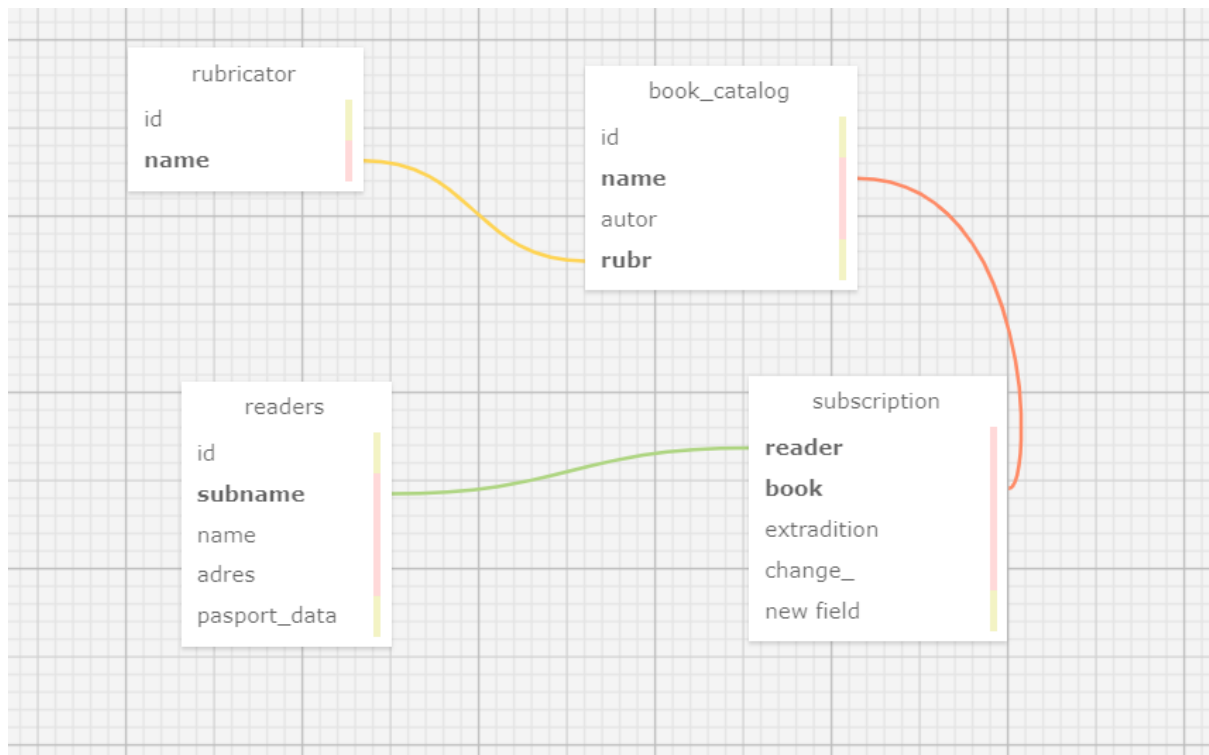 rubricator
id
name
book_catalog
id
name
autor
rubr
readers
id
subname
name
adres
pasport_data
subscription
reader
book
extradition
change_
new field